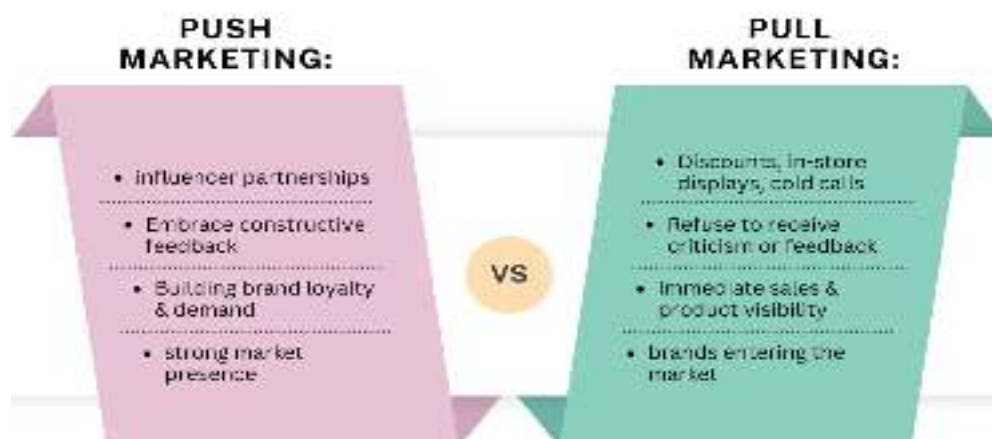 PUSH
MARKETING:
influencer partnerships
Embrace constructive
feedback
Building brand loyalty
& demand
strong market
presence
VS
PULL
MARKETING:
Discounts, in-store
displays, cold calls
Refuse to receive
criticism or feedback
Immediate sales &
product visibility
brands entering the
market